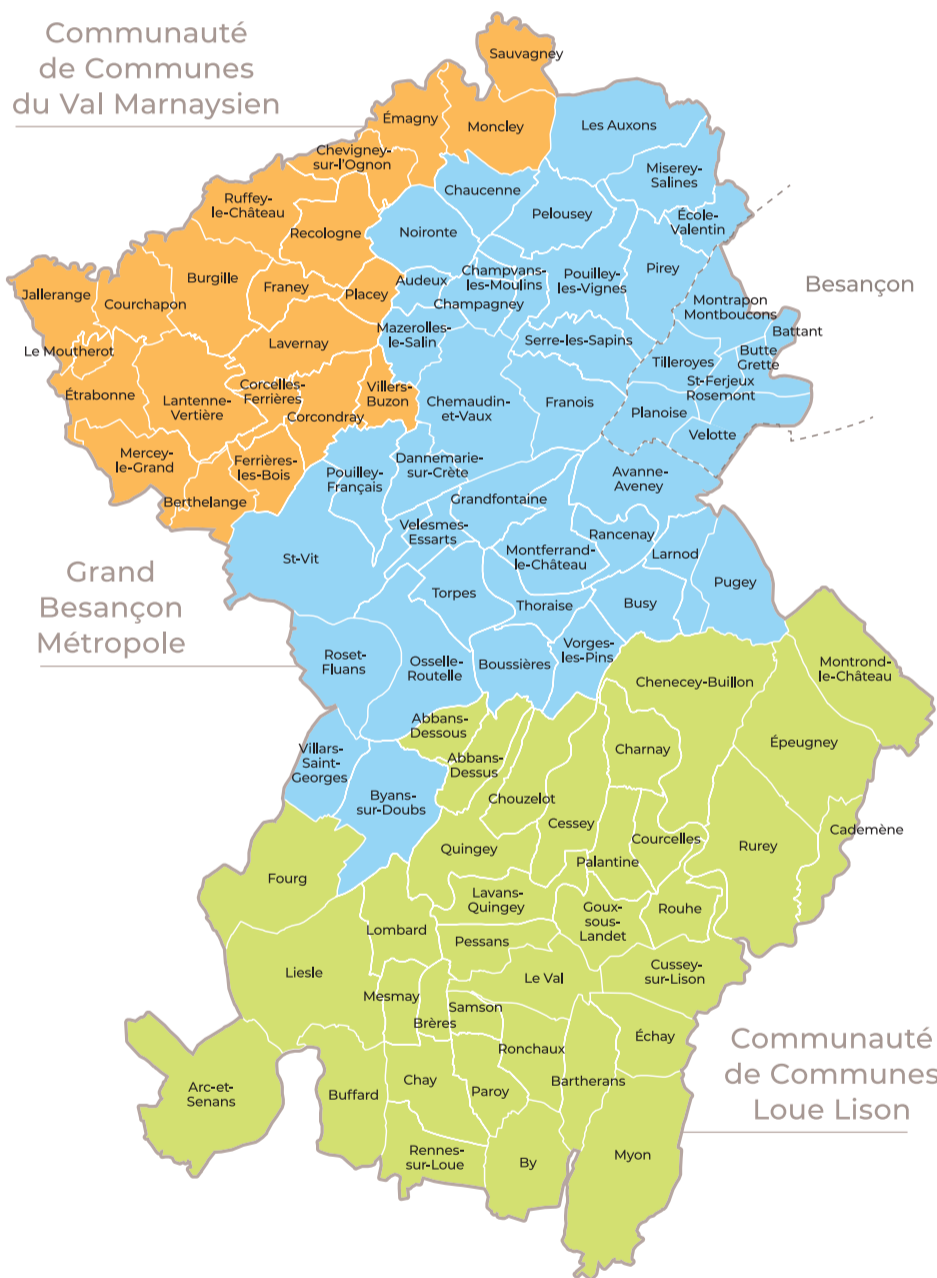 Communauté
de Communes
du Val Marnaysien
Sauvagney
Émagny
Moncley
Les Auxons
Chevigney-
sur-l'Ognon
Miserey-
Salines
Chaucenne
Ruffey-
le-Château
Pelousey
École-
Valentin
Recologne
Noironte
Pirey
Burgille
Audeux
Champvans-
les-Moulins
Pouilley-
les-Vignes
Besançon
Jallerange
Courchapon
Franey
Placey
Champagney
Montrapon
Montboucons
Mazerolles-
le-Salin
Battant
Le Moutherot
Lavernay
Serre-les-Sapins
Butte
Grette
Tilleroyes
Étrabonne
Lantenne-
Vertière
Corcelles-
Ferrières
Villers-
Buzon
St-Ferjeux
Rosemont
Chemaudin-
et-Vaux
Franois
Corcondray
Planoise
Velotte
Mercey-
le-Grand
Ferrières-
les-Bois
Pouilley-
Français
Dannemarie-
sur-Crète
Avanne-
Aveney
Berthelange
Grandfontaine
Velesmes-
Essarts
Rancenay
St-Vit
Montferrand-
le-Château
Larnod
Grand
Besançon
Métropole
Torpes
Pugey
Thoraise
Busy
Roset-
Fluans
Osselle-
Routelle
Boussières
Vorges-
les-Pins
Montrond-
le-Château
Chenecey-Buillon
Abbans-
Dessous
Villars-
Saint-
Georges
Abbans-
Dessus
Charnay
Épeugney
Byans-
sur-Doubs
Chouzelot
Cessey
Courcelles
Cademène
Quingey
Palantine
Rurey
Fourg
Lavans-
Quingey
Goux-
sous-
Landet
Rouhe
Lombard
Pessans
Liesle
Le Val
Cussey-
sur-Lison
Mesmay
Samson
Brères
Échay
Communauté
de Communes
Loue Lison
Ronchaux
Arc-et-
Senans
Buffard
Chay
Paroy
Bartherans
Rennes-
sur-Loue
By
Myon